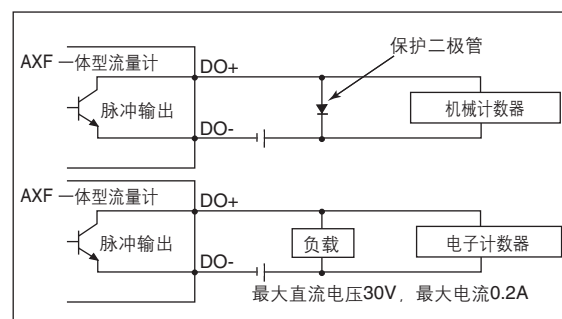 保护二极管
AXF 一体型流量计
DO+
脉冲输出
机械计数器
DO-
AXF 一体型流量计
DO+
脉冲输出
负载
电子计数器
DO-
最大直流电压30V，最大电流0.2A